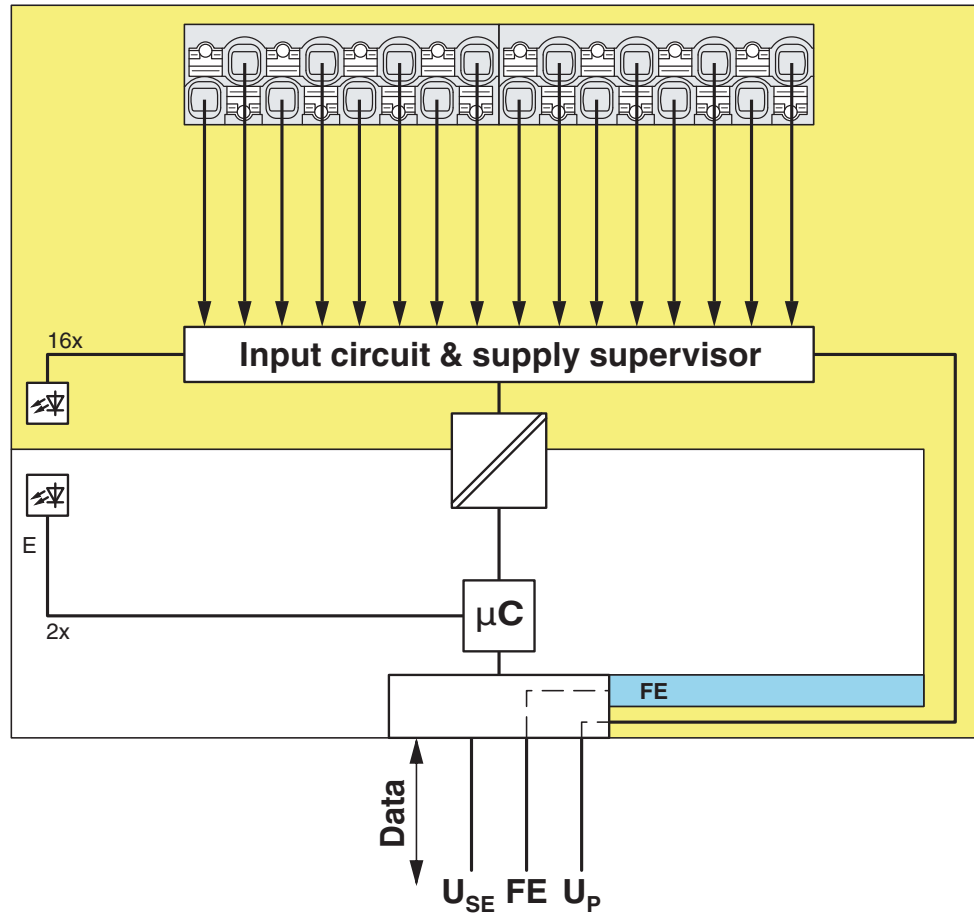 16x
Input circuit & supply supervisor
E
2x
μC
FE
Data
USE FE UP